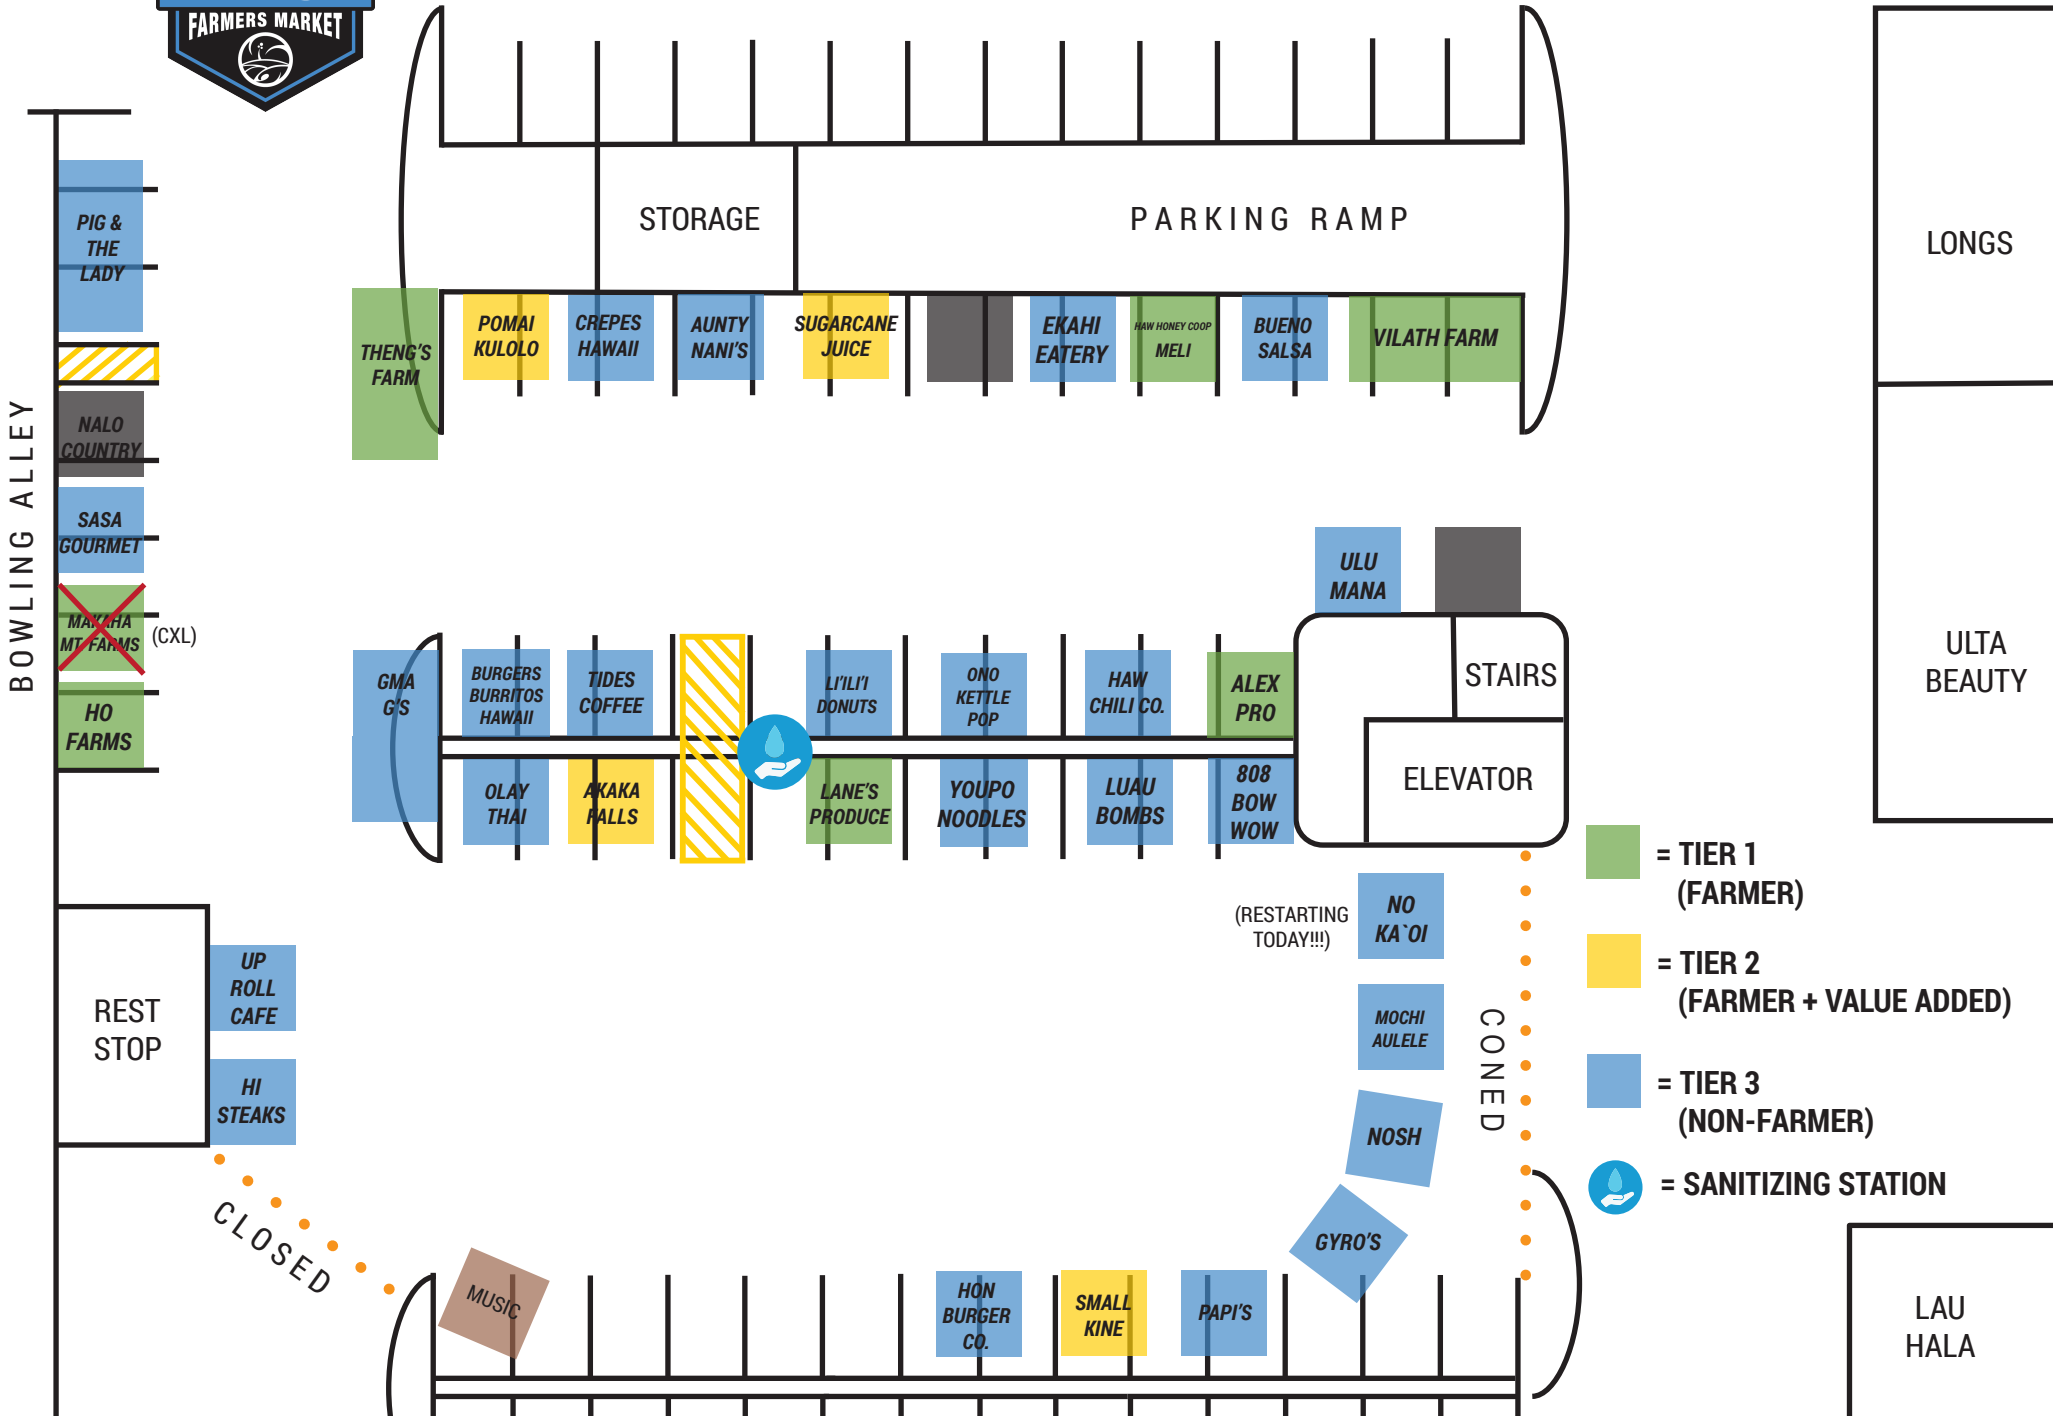 FARMERS MARKET
STORAGE
PARKING RAMP
LONGS
PIG &
THE
LADY
THENG'S
FARM
POMAI
KULOLO
CREPES
HAWAII
AUNTY
NANI'S
SUGARCANE
JUICE
EKAHI
EATERY
HAW HONEY COOP
MELI
BUENO
SALSA
VILATH FARM
BOWLING ALLEY
NALO
COUNTRY
SASA
GOURMET
MAKAHA
MT. FARMS
(CXL)
HO
FARMS
ULU
MANA
STAIRS
ELEVATOR
ULTA
BEAUTY
GMA
G'S
BURGERS
BURRITOS
HAWAII
TIDES
COFFEE
LI'ILI'I
DONUTS
ONO
KETTLE
POP
HAW
CHILI CO.
ALEX
PRO
OLAY
THAI
AKAKA
FALLS
LANE'S
PRODUCE
YOUPO
NOODLES
LUAU
BOMBS
808
BOW
WOW
= TIER 1
(FARMER)
= TIER 2
(FARMER + VALUE ADDED)
= TIER 3
(NON-FARMER)
= SANITIZING STATION
(RESTARTING
TODAY!!!)
NO
KA`OI
MOCHI
AULELE
CONED
NOSH
GYRO'S
REST
STOP
UP
ROLL
CAFE
HI
STEAKS
CLOSED
MUSIC
HON
BURGER
CO.
SMALL
KINE
PAPI'S
LAU
HALA